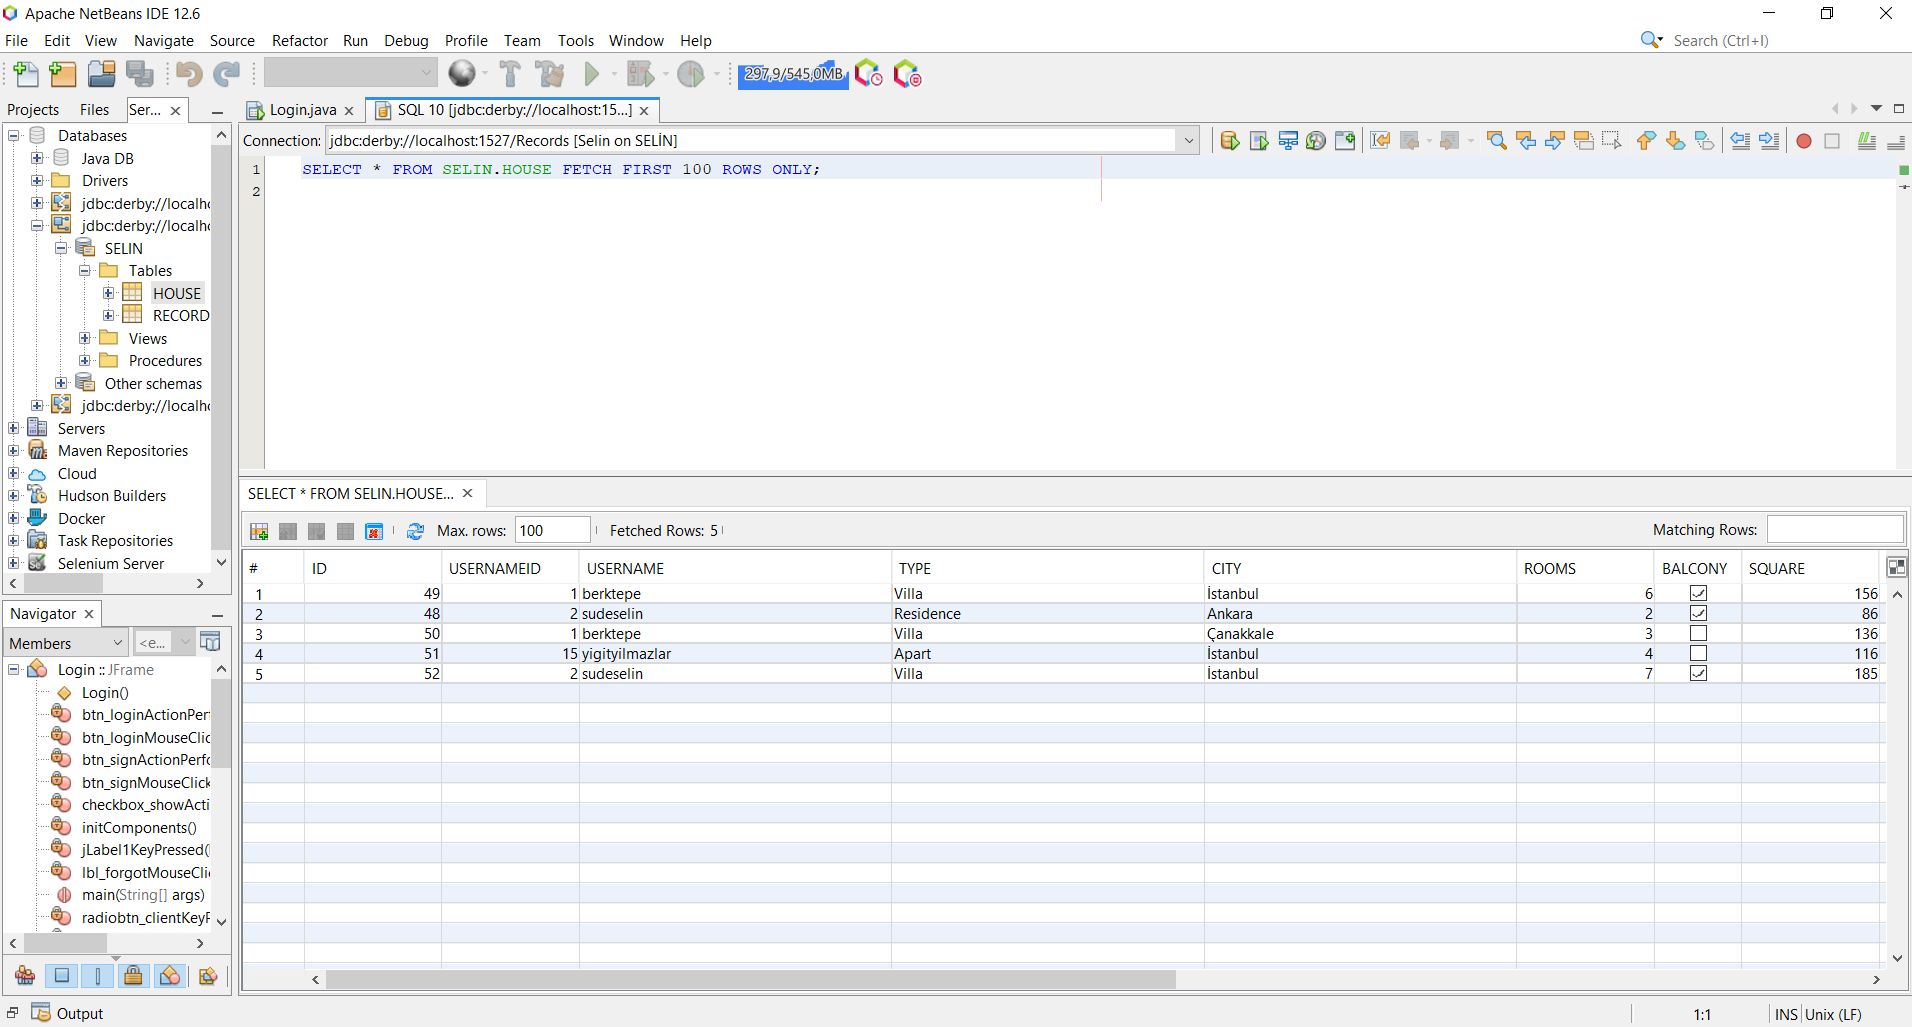 Apache NetBeans IDE 12.6
File Edit View Navigate Source Refactor Run Debug Profile Team Tools Window Help
Search (Ctrl+I)
297,9/545,0MB
Projects Files Ser...
Databases
Java DB
Drivers
jdbc:derby://localho
jdbc:derby://localho
SELIN
Tables
HOUSE
RECORD
Views
Procedures
Other schemas
jdbc:derby://localho
Servers
Maven Repositories
Cloud
Hudson Builders
Docker
Task Repositories
Selenium Server
Navigator
Members <e...
Login :: JFrame
Login()
btn_loginActionPer
btn_loginMouseClic
btn_signActionPerfo
btn_signMouseClick
checkbox_showActi
initComponents()
jLabel1KeyPressed(
lbl_forgotMouseCli
main(String[] args)
radiobtn_clientKeyP
Login.java SQL 10 [jdbc:derby://localhost:15...]
Connection: jdbc:derby://localhost:1527/Records [Selin on SELİN]
1 SELECT * FROM SELIN.HOUSE FETCH FIRST 100 ROWS ONLY;
2
SELECT * FROM SELIN.HOUSE...
Max. rows: 100 Fetched Rows: 5 Matching Rows:
# ID USERNAMEID USERNAME TYPE CITY ROOMS BALCONY SQUARE
1 49 1 berktepe Villa İstanbul 6 156
2 48 2 sudeselin Residence Ankara 2 86
3 50 1 berktepe Villa Çanakkale 3 136
4 51 15 yigityilmazlar Apart İstanbul 4 116
5 52 2 sudeselin Villa İstanbul 7 185
Output
1:1 INS Unix (LF)